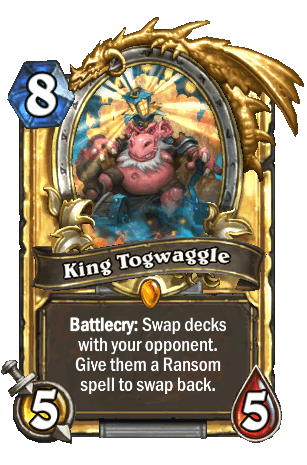 8
King Togwaggle
Battlecry: Swap decks
with your opponent.
Give them a Ransom
spell to swap back.
5 5